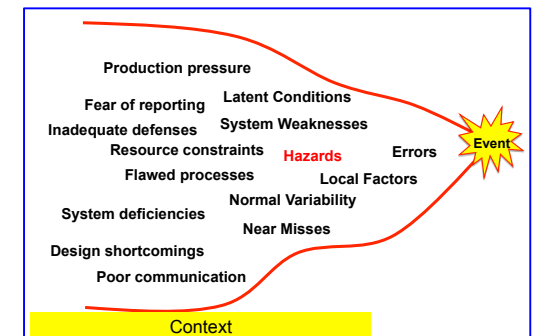 Production pressure
Latent Conditions
Fear of reporting
System Weaknesses
Inadequate defenses
Event
Resource constraints
Hazards
Errors
Flawed processes
Local Factors
Normal Variability
System deficiencies
Near Misses
Design shortcomings
Poor communication
Context